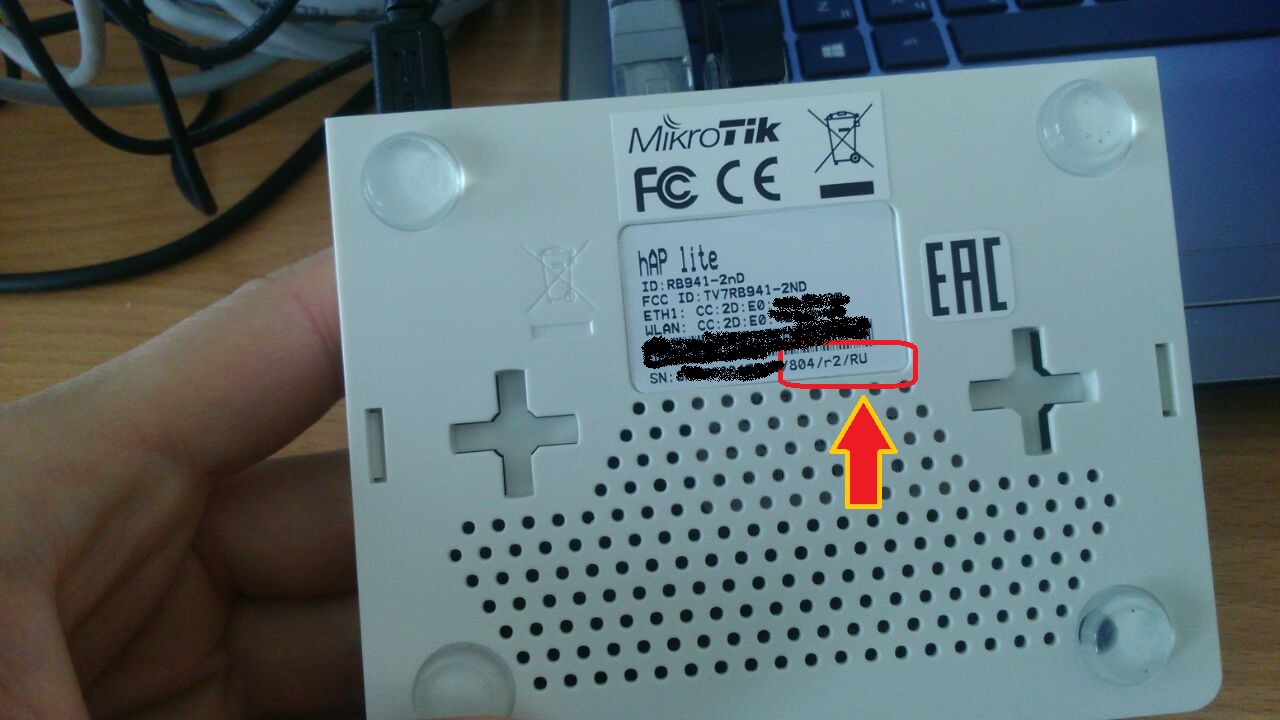 MikroTik
FC CE
hAP lite
ID:RB941-2nD
FCC ID:TV7RB941-2ND
ETH1: CC:2D:E0:
WLAN: CC:2D:E0:
SN: /804/r2/RU
EAC